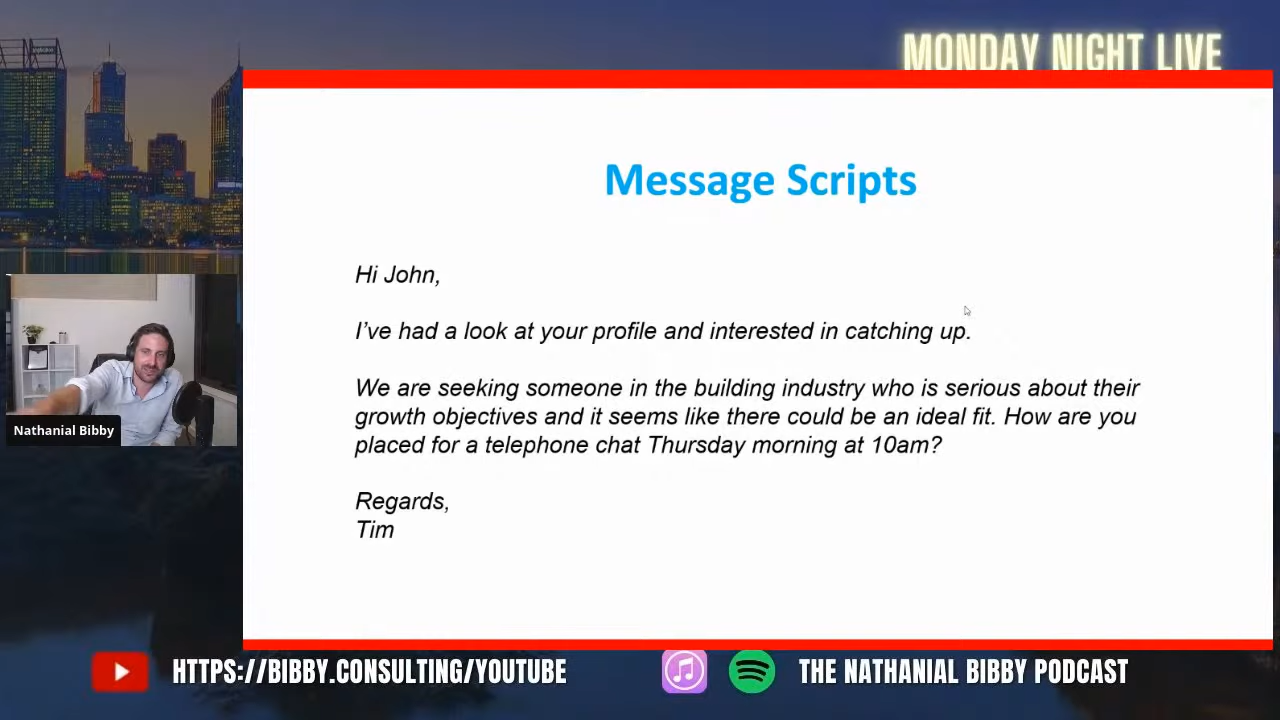 MONDAY NIGHT LIVE
Message Scripts
Hi John,
I've had a look at your profile and interested in catching up.
We are seeking someone in the building industry who is serious about their
growth objectives and it seems like there could be an ideal fit. How are you
placed for a telephone chat Thursday morning at 10am?
Regards,
Tim
Nathanial Bibby
HTTPS://BIBBY.CONSULTING/YOUTUBE
THE NATHANIAL BIBBY PODCAST